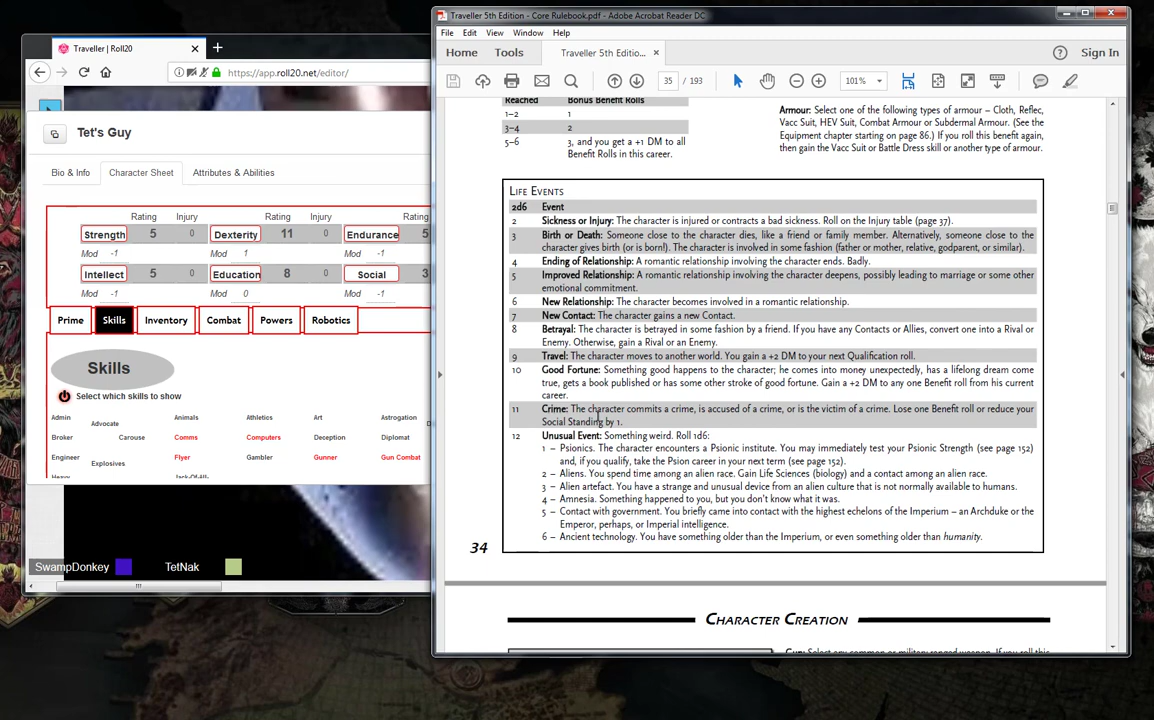 Traveller | Roll20
https://app.roll20.net/editor/
Tet's Guy
Bio & Info
Character Sheet
Attributes & Abilities
Rating Injury Rating Injury Rating
Strength 5 0 Dexterity 11 0 Endurance 5
Mod -1 Mod 1 Mod -1
Intellect 5 0 Education 8 0 Social 3
Mod -1 Mod 0 Mod -1
Prime Skills Inventory Combat Powers Robotics
Skills
Select which skills to show
Admin Advocate Animals Athletics Art Astrogation
Broker Carouse Comms Computers Deception Diplomat
Engineer Explosives Flyer Gambler Gunner Gun Combat
Heavy Jack-Of-All-
SwampDonkey TetNak
Traveller 5th Edition - Core Rulebook.pdf - Adobe Acrobat Reader DC
File Edit View Window Help
Home Tools Traveller 5th Editio... Sign In
35 / 193 101%
Reached Bonus Benefit Rolls
1–2 1
3–4 2
5–6 3, and you get a +1 DM to all
Benefit Rolls in this career.
Armour: Select one of the following types of armour – Cloth, Reflec,
Vacc Suit, HEV Suit, Combat Armour or Subdermal Armour. (See the
Equipment chapter starting on page 86.) If you roll this benefit again,
then gain the Vacc Suit or Battle Dress skill or another type of armour.
Life Events
2d6 Event
2 Sickness or Injury: The character is injured or contracts a bad sickness. Roll on the Injury table (page 37).
3 Birth or Death: Someone close to the character dies, like a friend or family member. Alternatively, someone close to the
character gives birth (or is born!). The character is involved in some fashion (father or mother, relative, godparent, or similar).
4 Ending of Relationship: A romantic relationship involving the character ends. Badly.
5 Improved Relationship: A romantic relationship involving the character deepens, possibly leading to marriage or some other
emotional commitment.
6 New Relationship: The character becomes involved in a romantic relationship.
7 New Contact: The character gains a new Contact.
8 Betrayal: The character is betrayed in some fashion by a friend. If you have any Contacts or Allies, convert one into a Rival or
Enemy. Otherwise, gain a Rival or an Enemy.
9 Travel: The character moves to another world. You gain a +2 DM to your next Qualification roll.
10 Good Fortune: Something good happens to the character; he comes into money unexpectedly, has a lifelong dream come
true, gets a book published or has some other stroke of good fortune. Gain a +2 DM to any one Benefit roll from his current
career.
11 Crime: The character commits a crime, is accused of a crime, or is the victim of a crime. Lose one Benefit roll or reduce your
Social Standing by 1.
12 Unusual Event: Something weird. Roll 1d6:
1 – Psionics. The character encounters a Psionic institute. You may immediately test your Psionic Strength (see page 152)
and, if you qualify, take the Psion career in your next term (see page 152).
2 – Aliens. You spend time among an alien race. Gain Life Sciences (biology) and a contact among an alien race.
3 – Alien artefact. You have a strange and unusual device from an alien culture that is not normally available to humans.
4 – Amnesia. Something happened to you, but you don't know what it was.
5 – Contact with government. You briefly came into contact with the highest echelons of the Imperium – an Archduke or the
Emperor, perhaps, or Imperial intelligence.
6 – Ancient technology. You have something older than the Imperium, or even something older than humanity.
34
Character Creation